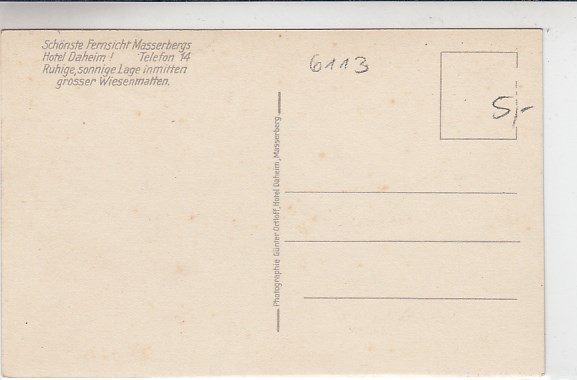 Schönste Fernsicht Masserbergs
Hotel Daheim! Telefon 14
Ruhige, sonnige Lage inmitten
grosser Wiesenmatten.
6113
5,-
Photographie Günter Ortloff, Hotel Daheim, Masserberg